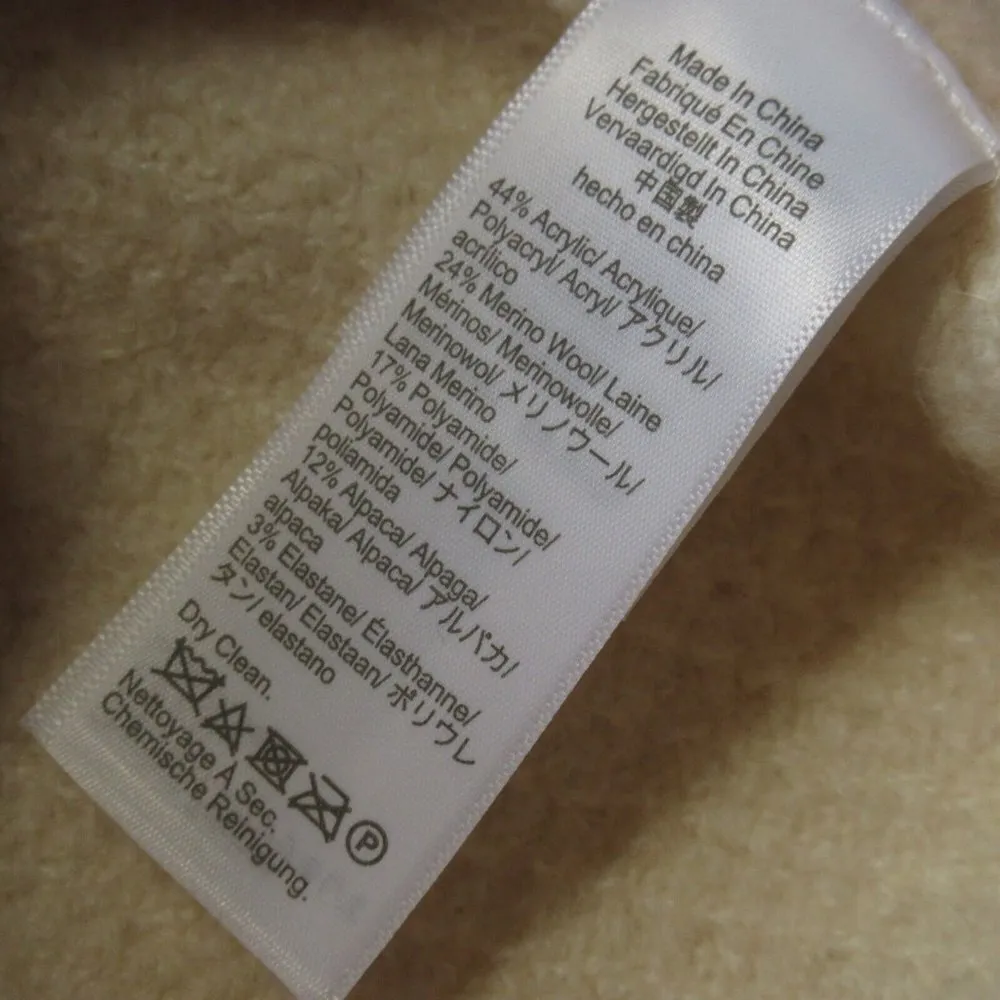 Made In China
Fabriqué En Chine
Hergestellt In China
Vervaardigd In China
中国製
hecho en china
44% Acrylic/ Acrylique/
Polyacryl/ Acryl/ アクリル/
acrílico
24% Merino Wool/ Laine
Mérinos/ Merinowolle/
Merinowol/ メリノウール/
Lana Merino
17% Polyamide/
Polyamide/ Polyamide/
Polyamide/ ナイロン/
poliamida
12% Alpaca/ Alpaga/
Alpaka/ Alpaca/ アルパカ/
alpaca
3% Elastane/ Élasthanne/
Elastan/ Elastaan/ ポリウレ
タン/ elastano
Dry Clean.
P
Nettoyage A Sec.
Chemische Reinigung.